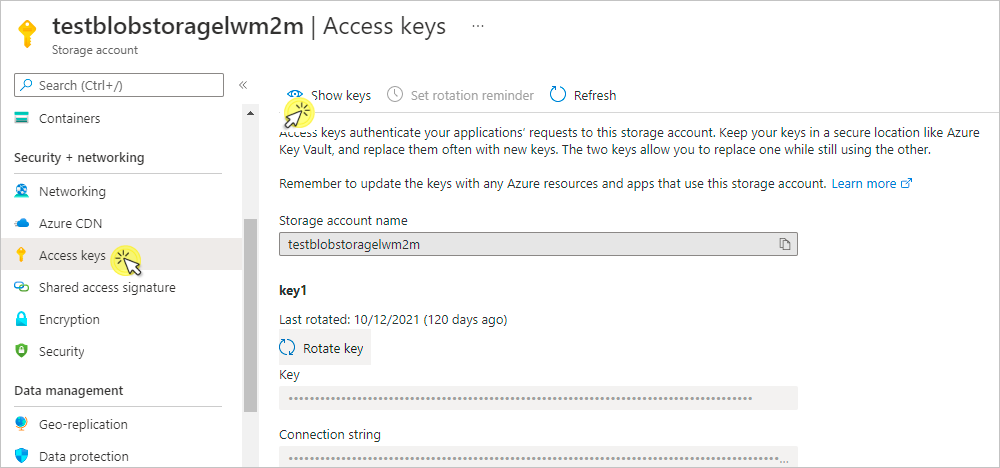 testblobstoragelwm2m | Access keys ...
Storage account
Search (Ctrl+/)
«
Containers
Security + networking
Networking
Azure CDN
Access keys
Shared access signature
Encryption
Security
Data management
Geo-replication
Data protection
Show keys
Set rotation reminder
Refresh
Access keys authenticate your applications' requests to this storage account. Keep your keys in a secure location like Azure
Key Vault, and replace them often with new keys. The two keys allow you to replace one while still using the other.
Remember to update the keys with any Azure resources and apps that use this storage account. Learn more
Storage account name
testblobstoragelwm2m
key1
Last rotated: 10/12/2021 (120 days ago)
Rotate key
Key
Connection string